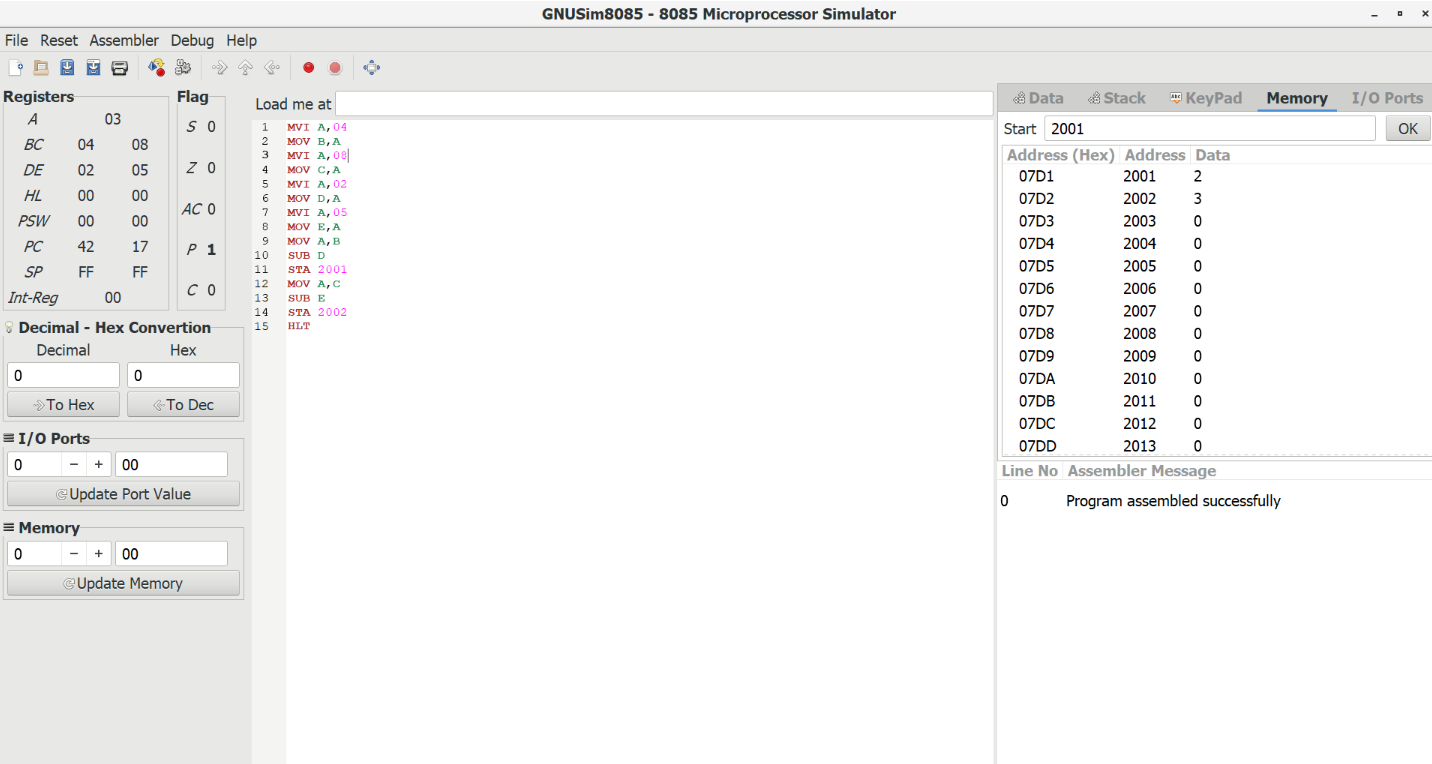 GNUSim8085 - 8085 Microprocessor Simulator
File Reset Assembler Debug Help
Registers
A 03
BC 04 08
DE 02 05
HL 00 00
PSW 00 00
PC 42 17
SP FF FF
Int-Reg 00
Flag
S 0
Z 0
AC 0
P 1
C 0
Decimal - Hex Convertion
Decimal Hex
0 0
To Hex To Dec
I/O Ports
0 - + 00
Update Port Value
Memory
0 - + 00
Update Memory
Load me at
1 MVI A,04
2 MOV B,A
3 MVI A,08
4 MOV C,A
5 MVI A,02
6 MOV D,A
7 MVI A,05
8 MOV E,A
9 MOV A,B
10 SUB D
11 STA 2001
12 MOV A,C
13 SUB E
14 STA 2002
15 HLT
Data Stack ABC KeyPad Memory I/O Ports
Start 2001 OK
Address (Hex) Address Data
07D1 2001 2
07D2 2002 3
07D3 2003 0
07D4 2004 0
07D5 2005 0
07D6 2006 0
07D7 2007 0
07D8 2008 0
07D9 2009 0
07DA 2010 0
07DB 2011 0
07DC 2012 0
07DD 2013 0
Line No Assembler Message
0 Program assembled successfully